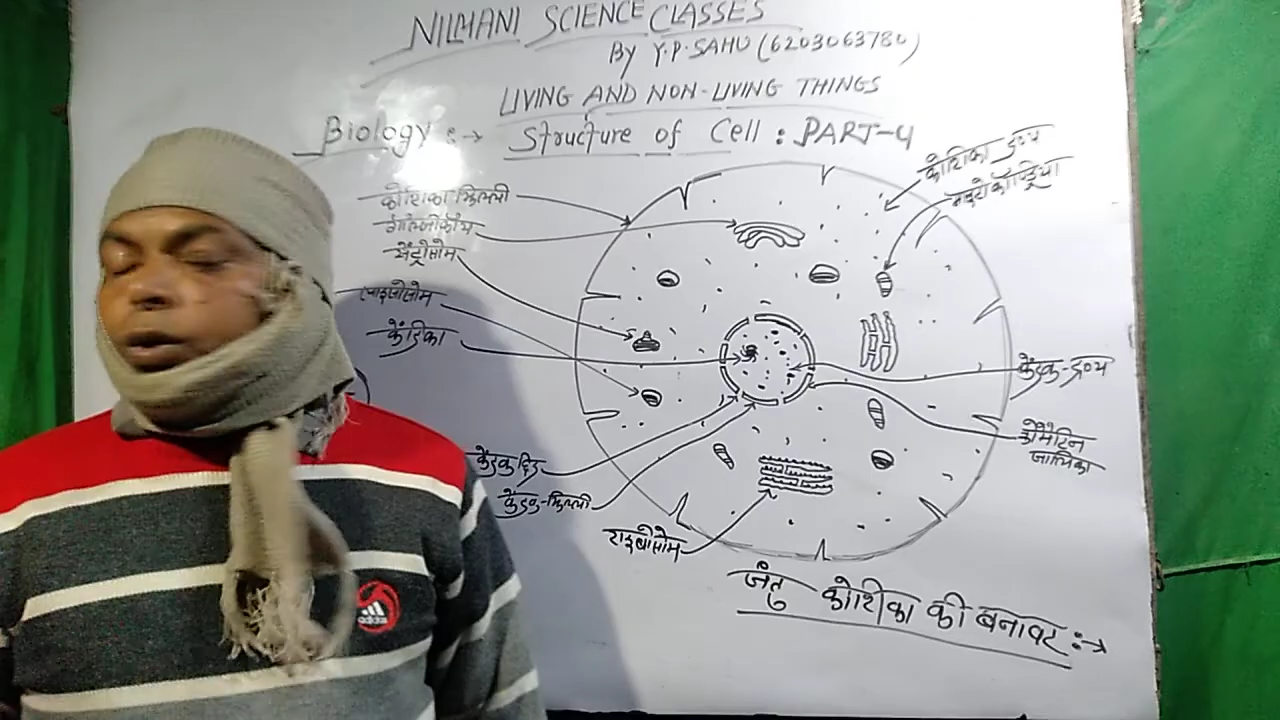 NILMANI SCIENCE CLASSES
BY Y.P. SAHU (6203063780)
LIVING AND NON-LIVING THINGS
Biology :→ Structure of Cell : PART-4
कोशिका द्रव्य
माइटोकॉण्ड्रिया
कोशिका झिल्ली
गॉल्जीकाय
सेंट्रोसोम
लाइसोसोम
केंद्रिका
केंद्रक-द्रव्य
क्रोमैटिन
जालिका
केंद्रक छिद्र
केंद्रक-झिल्ली
राइबोसोम
जंतु कोशिका की बनावट :→
adidas